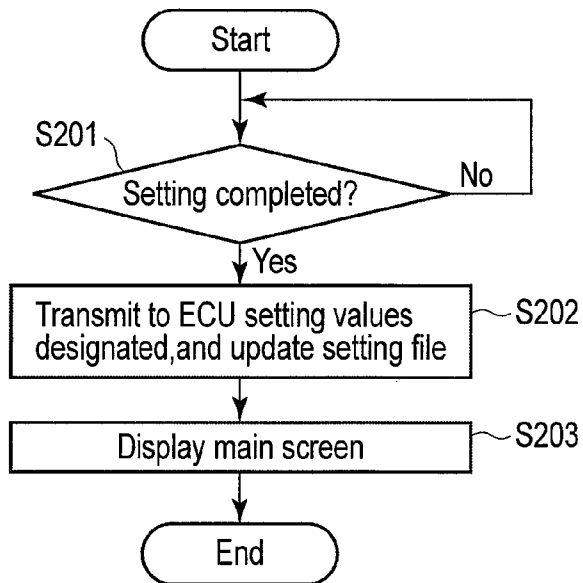 Start
S201
Setting completed?
No
Yes
Transmit to ECU setting values
designated,and update setting file
S202
Display main screen
S203
End